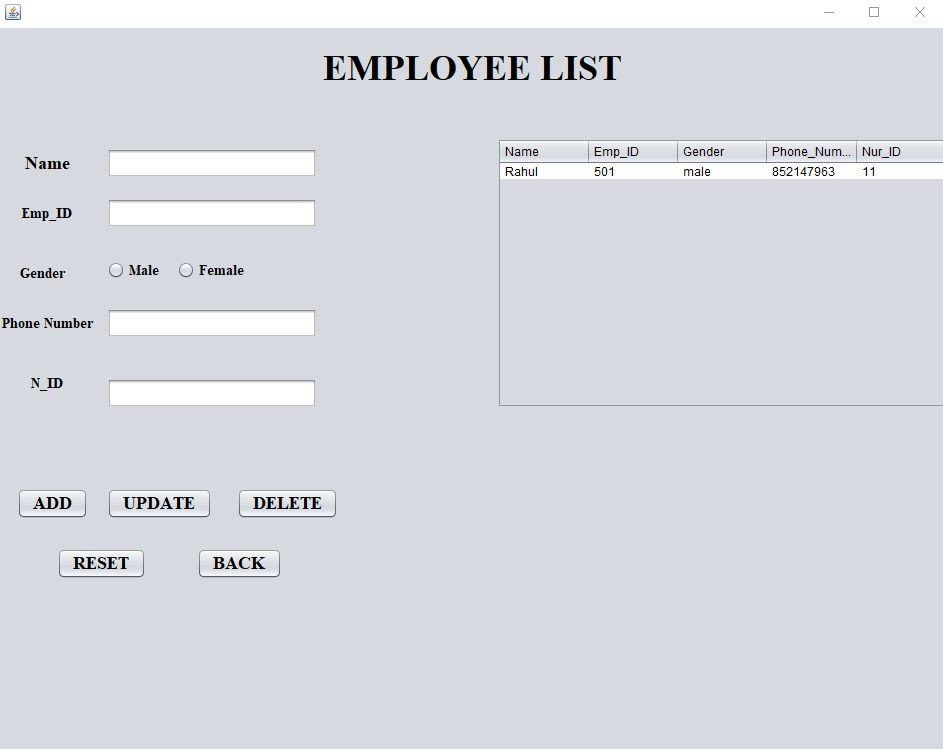 EMPLOYEE LIST
Name
Emp_ID
Gender
Male Female
Phone Number
N_ID
ADD UPDATE DELETE
RESET BACK
Name Emp_ID Gender Phone_Num... Nur_ID
Rahul 501 male 852147963 11